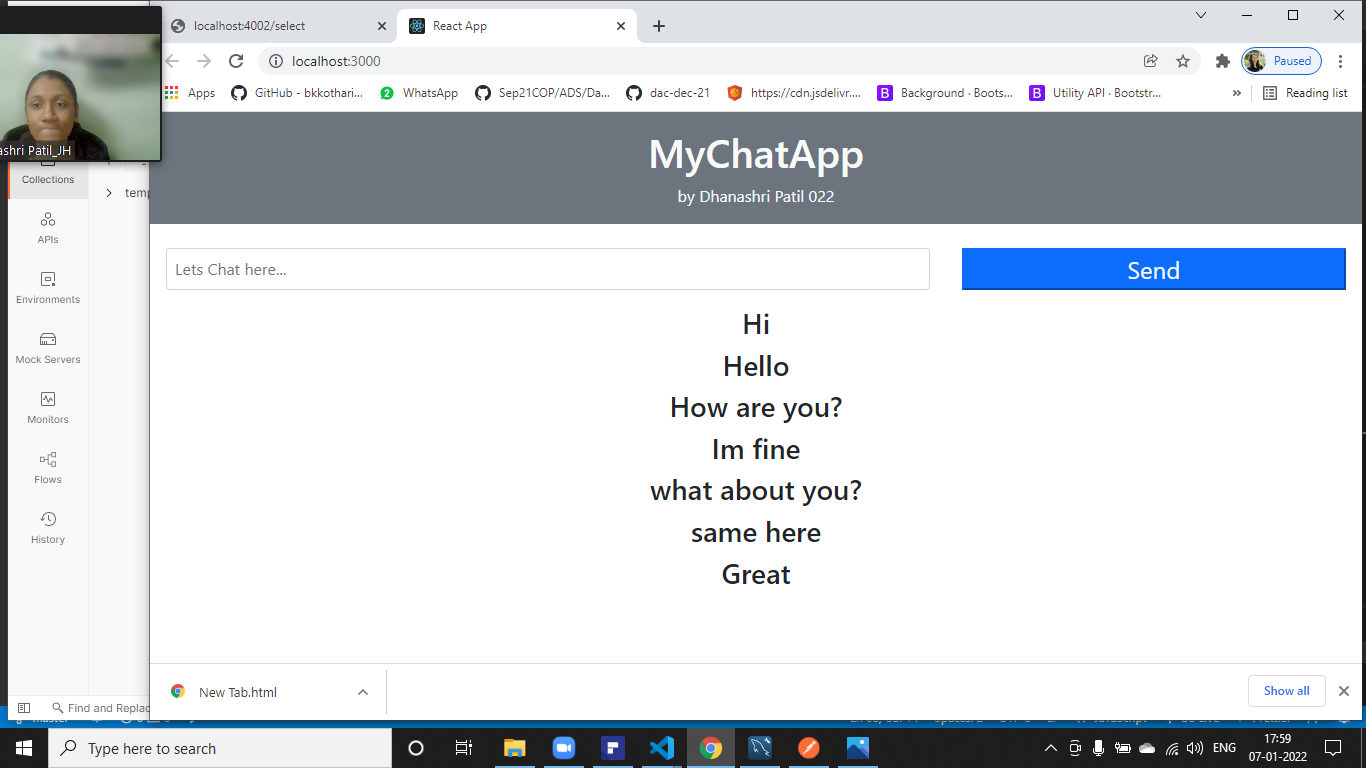 localhost:4002/select
React App
localhost:3000
Paused
Apps
GitHub - bkkothari...
2
WhatsApp
Sep21COP/ADS/Da...
dac-dec-21
https://cdn.jsdelivr....
B
Background · Boots...
B
Utility API · Bootstr...
»
Reading list
ashri Patil_JH
MyChatApp
by Dhanashri Patil 022
Collections
temp
APIs
Environments
Mock Servers
Monitors
Flows
History
Lets Chat here...
Send
Hi
Hello
How are you?
Im fine
what about you?
same here
Great
New Tab.html
Show all
Find and Replac
Type here to search
ENG
17:59
07-01-2022